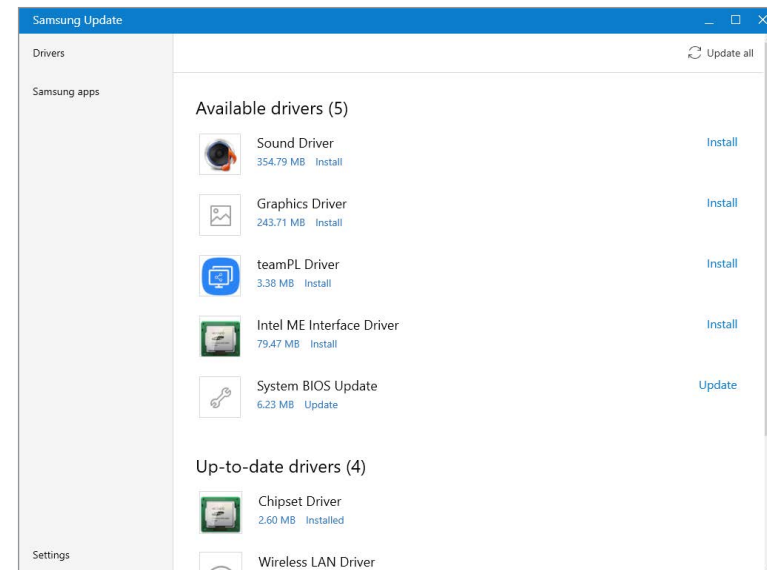 Samsung Update
Drivers
Update all
Samsung apps
Available drivers (5)
Sound Driver
354.79 MB Install
Install
Graphics Driver
243.71 MB Install
Install
teamPL Driver
3.38 MB Install
Install
Intel ME Interface Driver
79.47 MB Install
Install
System BIOS Update
6.23 MB Update
Update
Up-to-date drivers (4)
Chipset Driver
2.60 MB Installed
Wireless LAN Driver
Settings